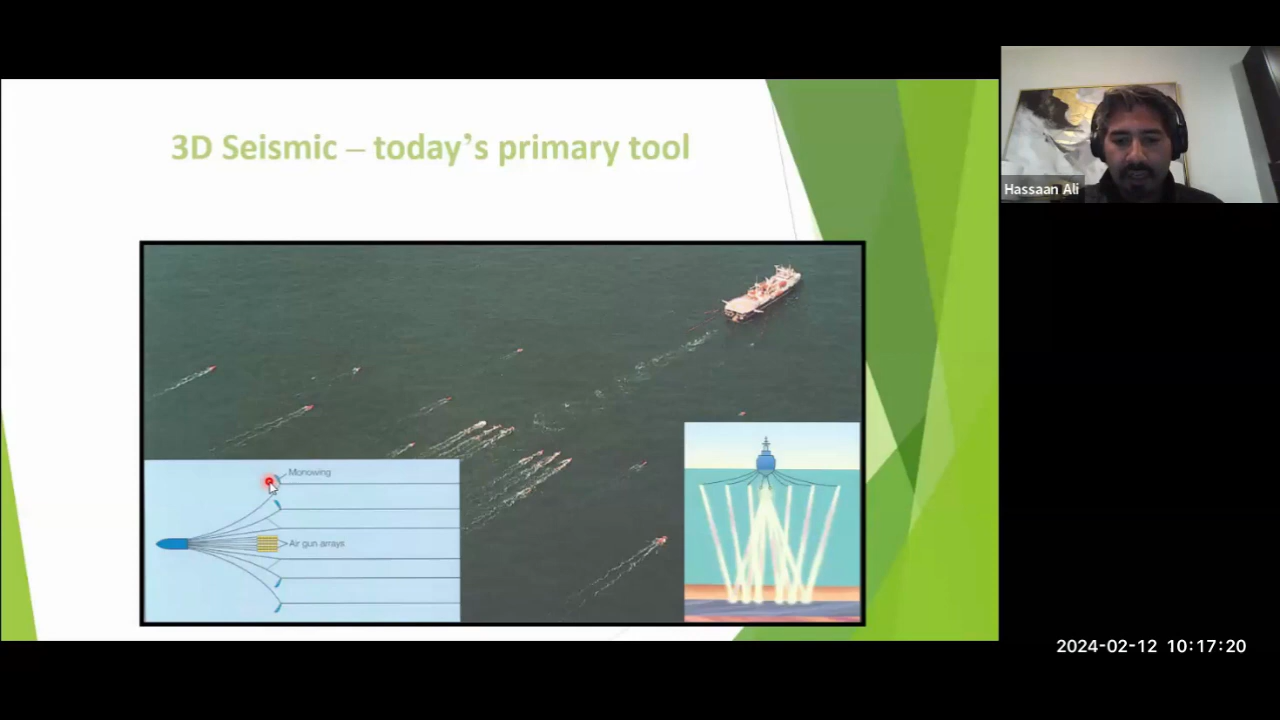 3D Seismic – today’s primary tool
Hassaan Ali
Monowing
Air gun arrays
2024-02-12 10:17:20